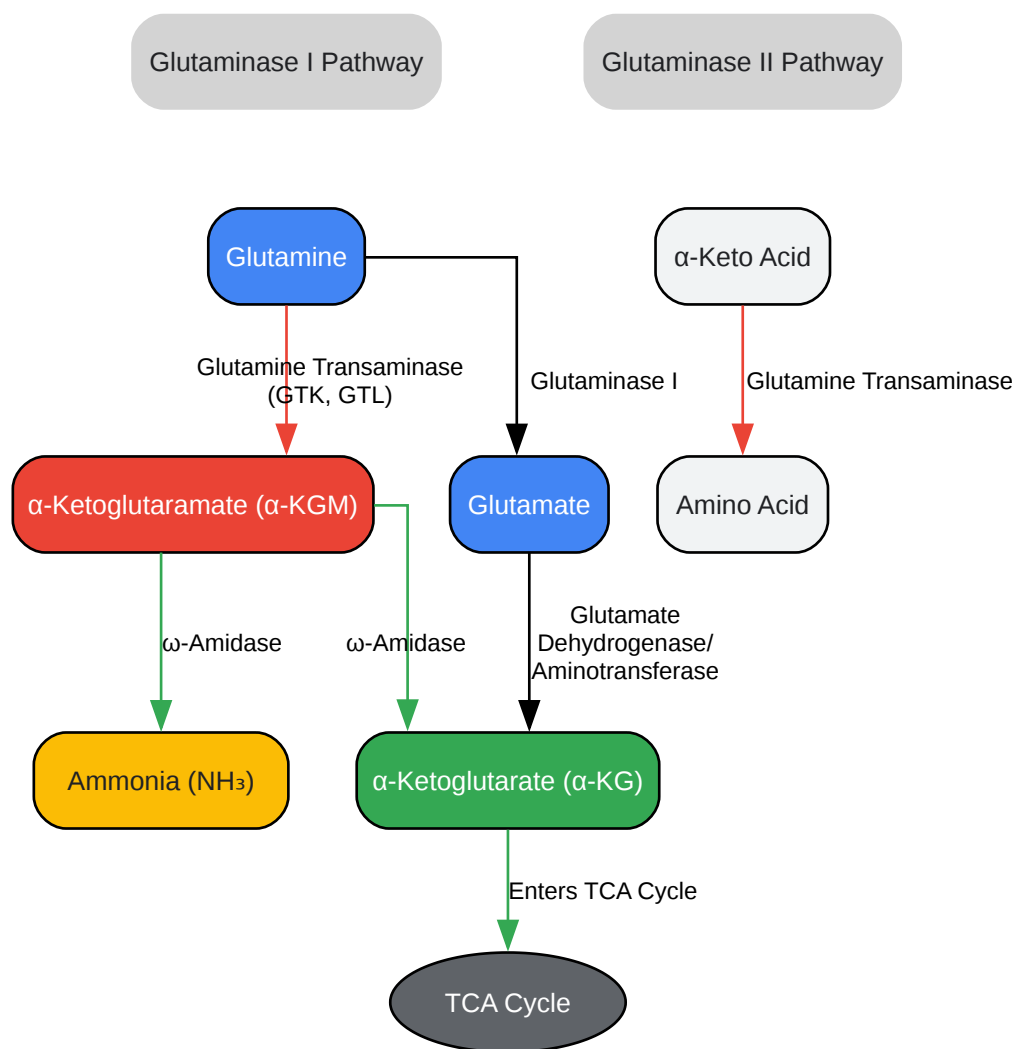 Glutaminase I Pathway
Glutaminase II Pathway
Glutamine
α-Keto Acid
Glutamine Transaminase
(GTK, GTL)
Glutaminase I
Glutamine Transaminase
α-Ketoglutaramate (α-KGM)
Glutamate
Amino Acid
ω-Amidase
ω-Amidase
Glutamate
Dehydrogenase/
Aminotransferase
Ammonia (NH₃)
α-Ketoglutarate (α-KG)
Enters TCA Cycle
TCA Cycle